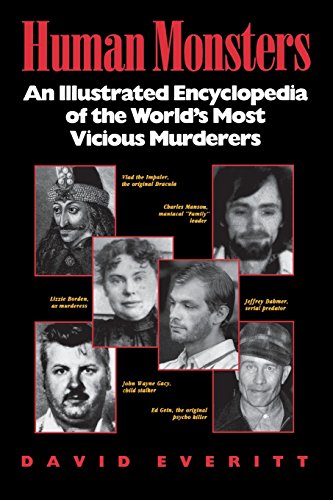 Human Monsters
An Illustrated Encyclopedia
of the World's Most
Vicious Murderers
Vlad the Impaler,
the original Dracula
Charles Manson,
maniacal "Family"
leader
Lizzie Borden,
ax murderess
Jeffrey Dahmer,
serial predator
John Wayne Gacy,
child stalker
Ed Gein, the original
psycho killer
DAVID EVERITT